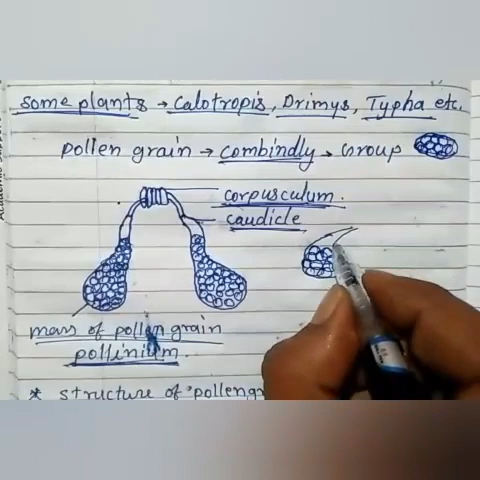 Some plants → Calotropis, Drimys, Typha etc.
pollen grain → combindly → Group
corpusculum.
caudicle
mass of pollen grain
pollinium.
* structure of pollengr